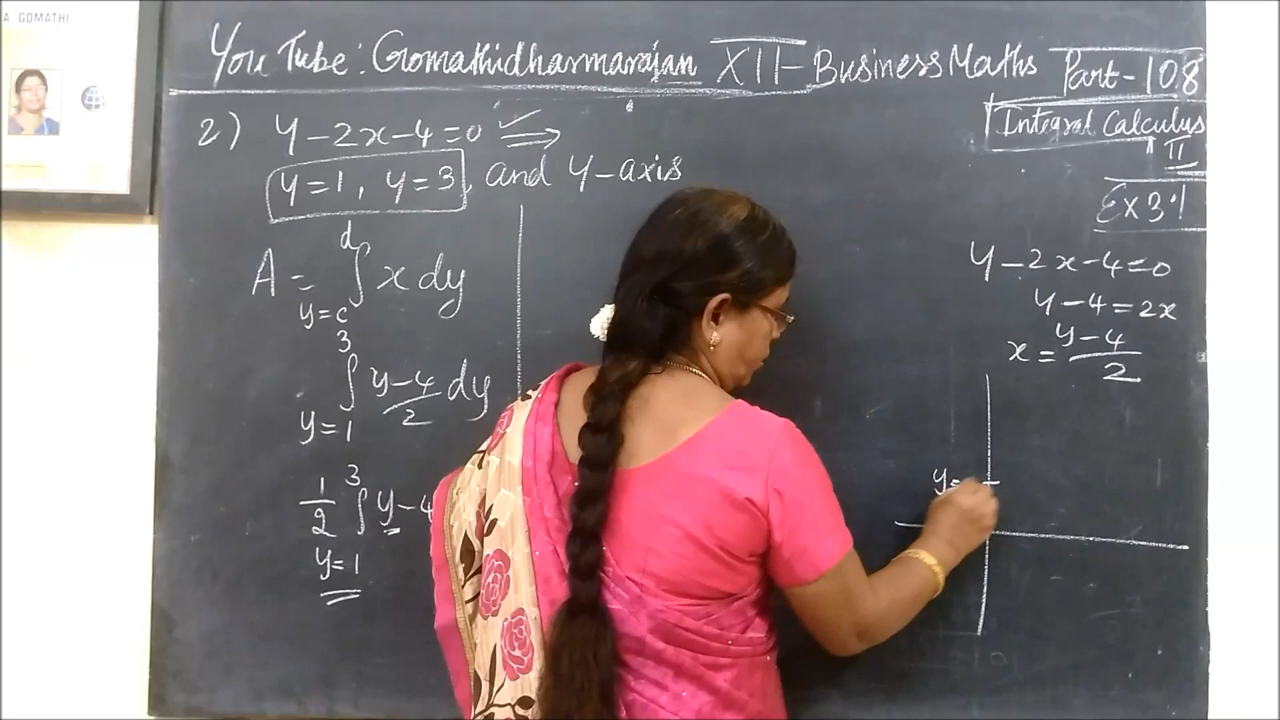 A GOMATHI
YouTube: Gomathidharmarajan XII - Business Maths Part-108
Integral Calculus
II
Ex 3.1
2) y-2x-4=0 ⇒
y=1, y=3, and y-axis
A = ∫ x dy
d
y=c
3
∫ y-4/2 dy
y=1
1/2 ∫ y-4
3
y=1
y-2x-4=0
y-4=2x
x = y-4/2
y=